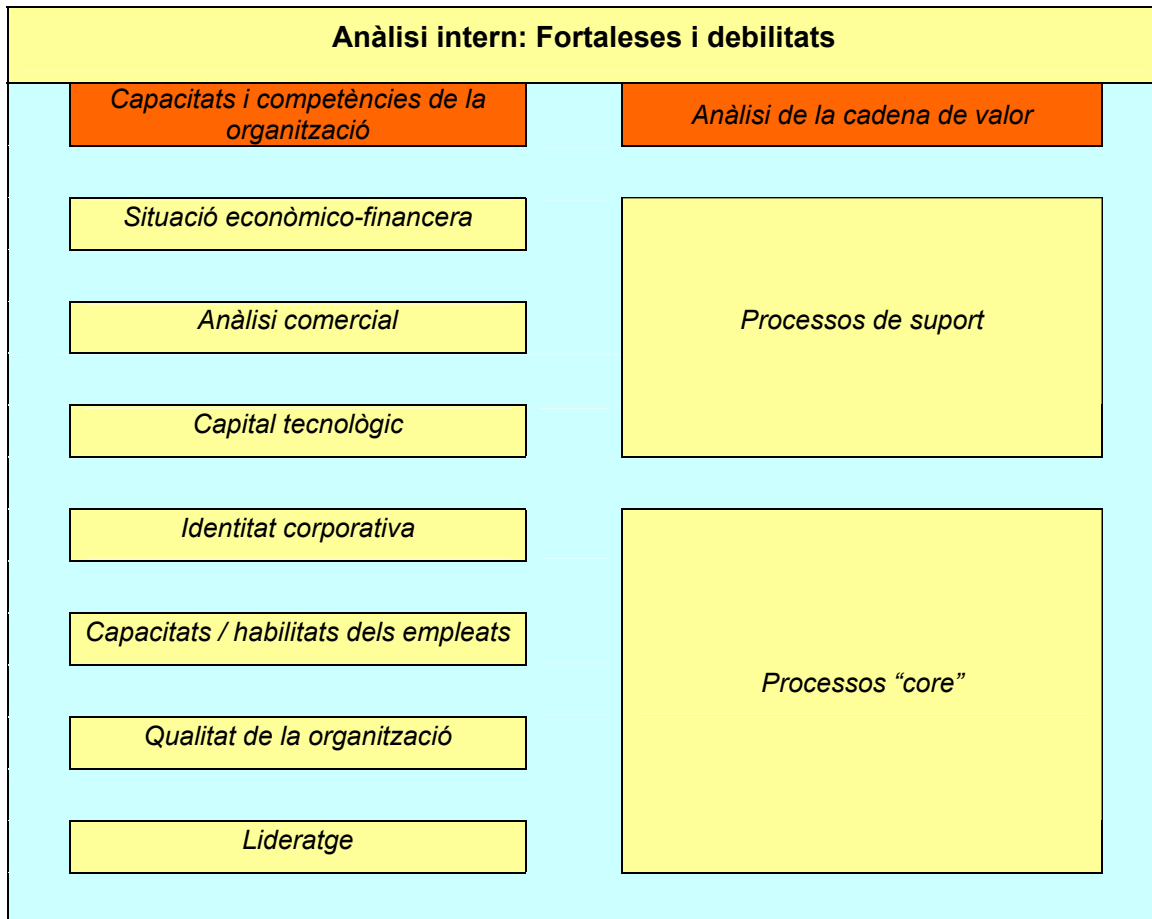 Anàlisi intern: Fortaleses i debilitats
Capacitats i competències de la
organització
Situació econòmico-financera
Anàlisi comercial
Capital tecnològic
Identitat corporativa
Capacitats / habilitats dels empleats
Qualitat de la organització
Lideratge
Anàlisi de la cadena de valor
Processos de suport
Processos “core”